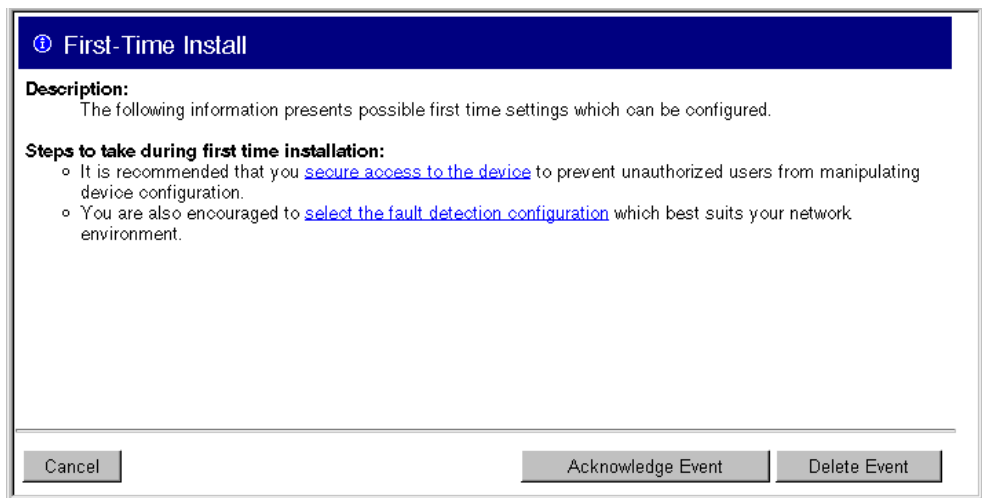 First-Time Install
Description:
The following information presents possible first time settings which can be configured.
Steps to take during first time installation:
It is recommended that you secure access to the device to prevent unauthorized users from manipulating
device configuration.
You are also encouraged to select the fault detection configuration which best suits your network
environment.
Cancel
Acknowledge Event
Delete Event